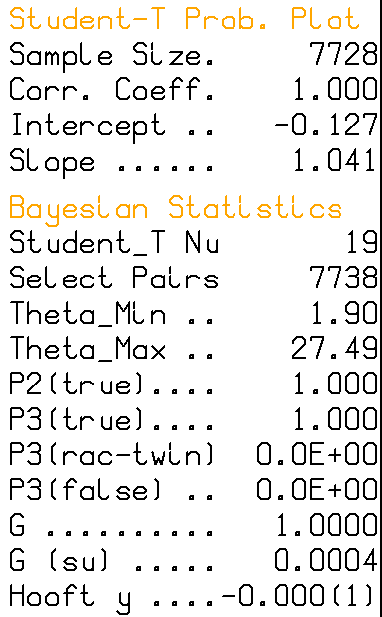 Student-T Prob. Plot
Sample Size. 7728
Corr. Coeff. 1.000
Intercept .. -0.127
Slope ...... 1.041
Bayesian Statistics
Student_T Nu 19
Select Pairs 7738
Theta_Min .. 1.90
Theta_Max .. 27.49
P2(true).... 1.000
P3(true).... 1.000
P3(rac-twin) 0.0E+00
P3(false) .. 0.0E+00
G .......... 1.0000
G (su) ..... 0.0004
Hooft y ....-0.000(1)